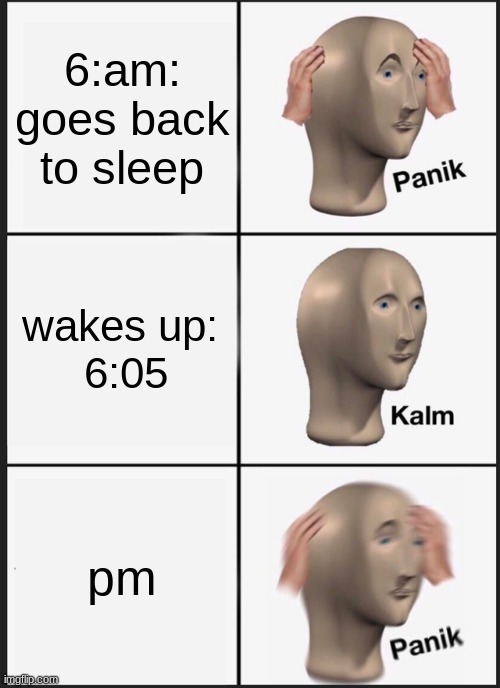 6:am:
goes back
to sleep
Panik
wakes up:
6:05
Kalm
pm
Panik
imgflip.com